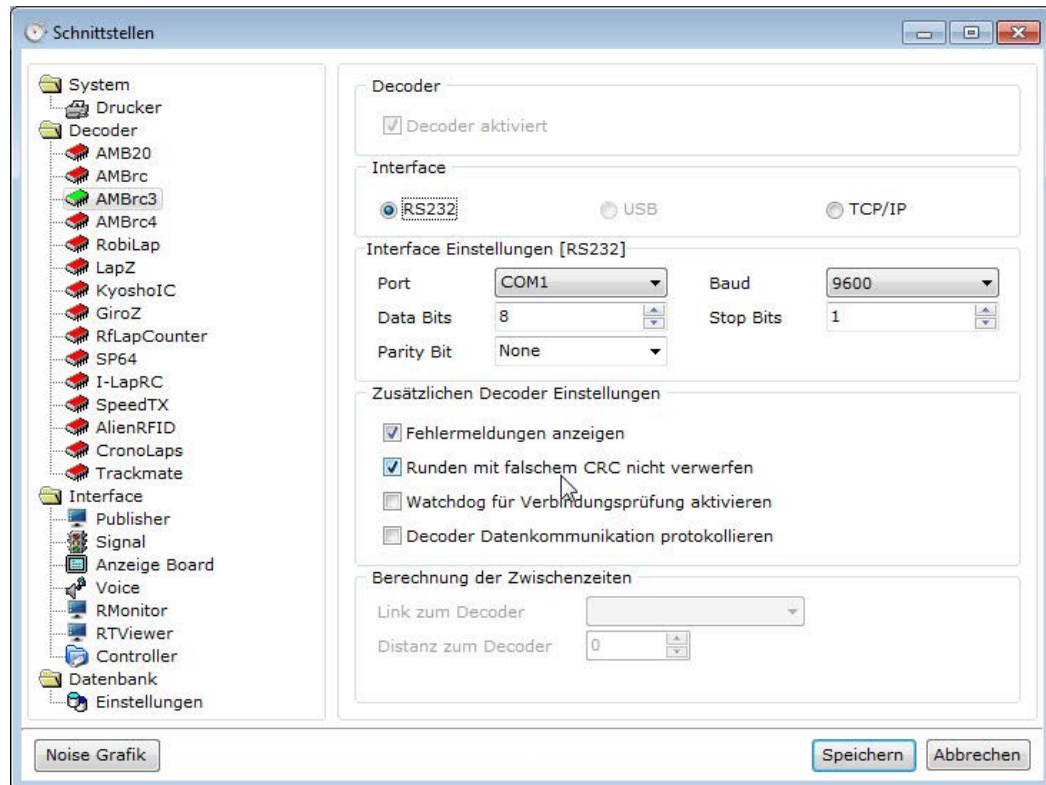 Schnittstellen
System
Drucker
Decoder
AMB20
AMBrc
AMBrc3
AMBrc4
RobiLap
LapZ
KyoshoIC
GiroZ
RfLapCounter
SP64
I-LapRC
SpeedTX
AlienRFID
CronoLaps
Trackmate
Interface
Publisher
Signal
Anzeige Board
Voice
RMonitor
RTViewer
Controller
Datenbank
Einstellungen
Decoder
Decoder aktiviert
Interface
RS232 USB TCP/IP
Interface Einstellungen [RS232]
Port COM1 Baud 9600
Data Bits 8 Stop Bits 1
Parity Bit None
Zusätzlichen Decoder Einstellungen
Fehlermeldungen anzeigen
Runden mit falschem CRC nicht verwerfen
Watchdog für Verbindungsprüfung aktivieren
Decoder Datenkommunikation protokollieren
Berechnung der Zwischenzeiten
Link zum Decoder
Distanz zum Decoder 0
Noise Grafik Speichern Abbrechen